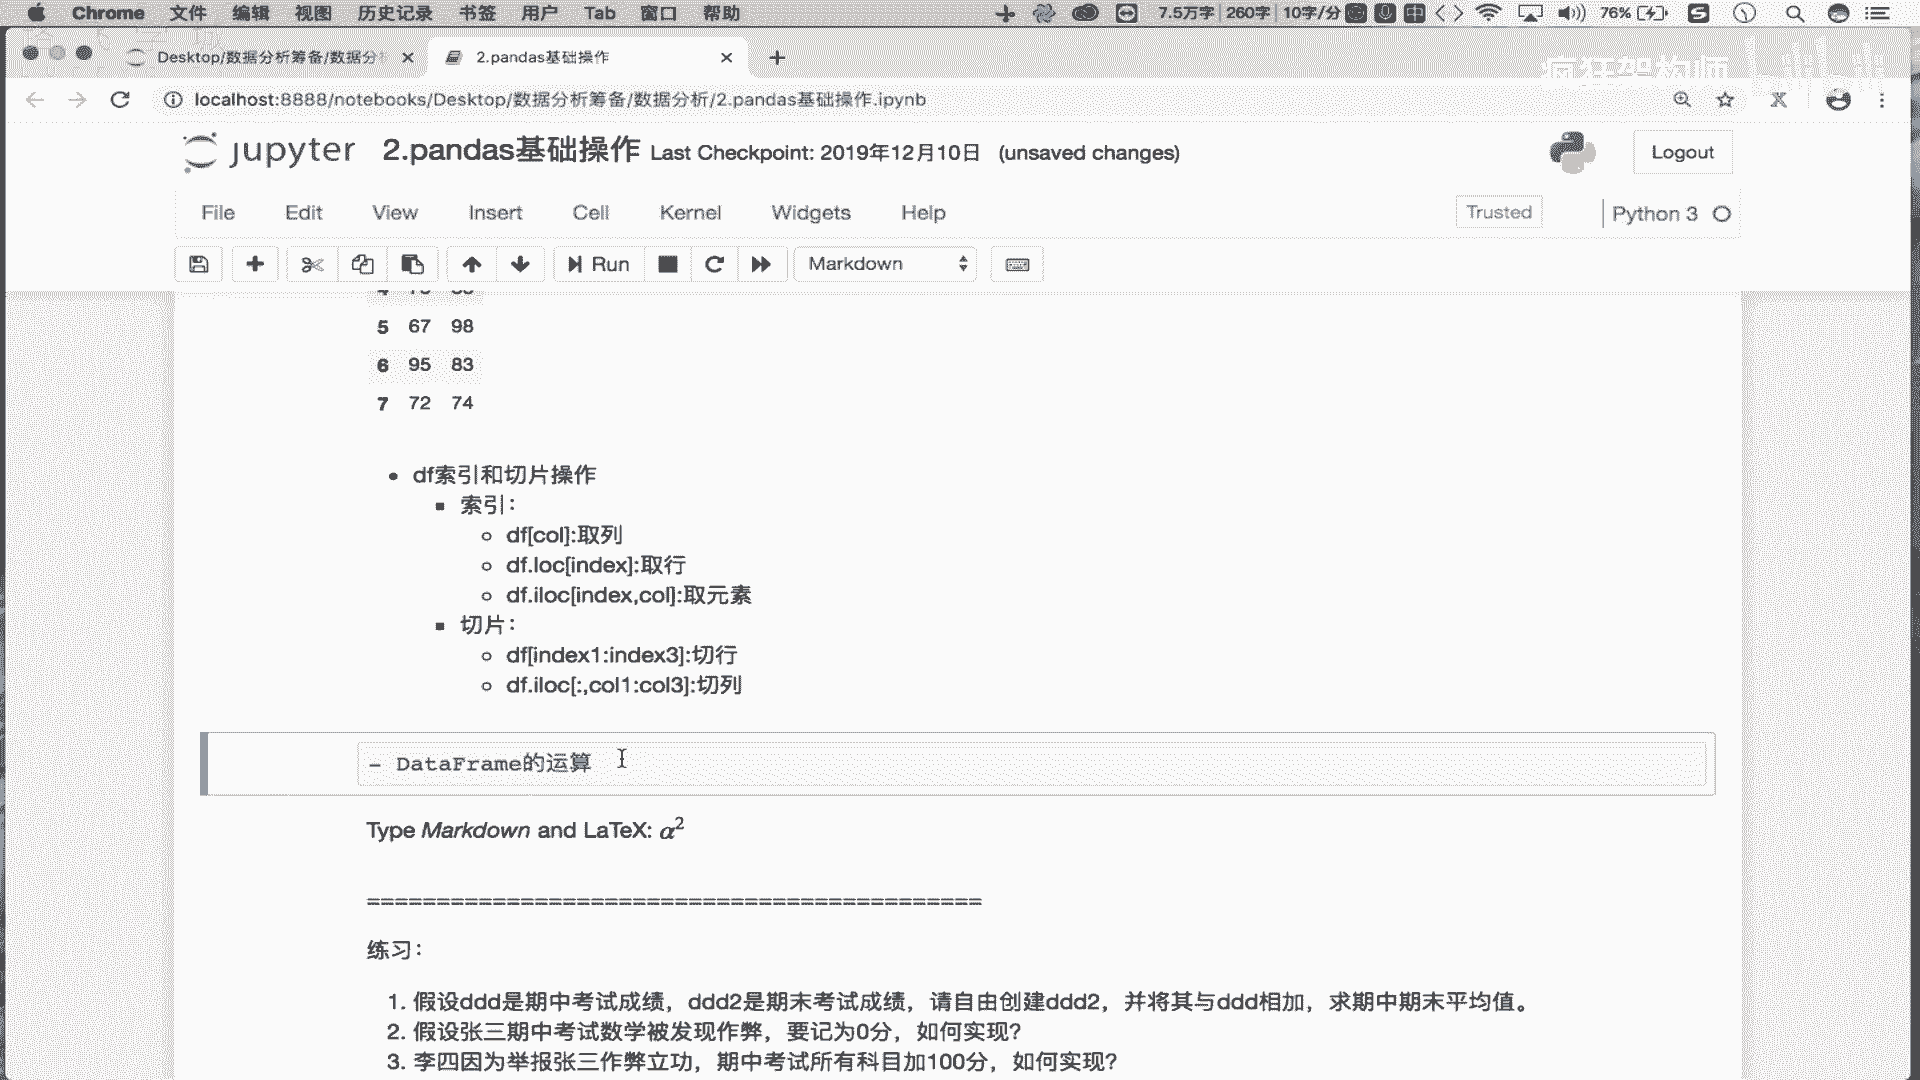 Chrome 文件 编辑 视图 历史记录 书签 用户 Tab 窗口 帮助 7.5万字 260字 10字/分 中 76%
Desktop/数据分析筹备/数据分析
2.pandas基础操作
疯狂架构师 bilibili
localhost:8888/notebooks/Desktop/数据分析筹备/数据分析/2.pandas基础操作.ipynb
jupyter 2.pandas基础操作 Last Checkpoint: 2019年12月10日 (unsaved changes)
Logout
File Edit View Insert Cell Kernel Widgets Help
Trusted
Python 3
Run
Markdown
5 67 98
6 95 83
7 72 74
• df索引和切片操作
▪ 索引:
◦ df[col]:取列
◦ df.loc[index]:取行
◦ df.iloc[index,col]:取元素
▪ 切片:
◦ df[index1:index3]:切行
◦ df.iloc[:,col1:col3]:切列
- DataFrame的运算
Type Markdown and LaTeX: α²
============================================
练习:
1. 假设ddd是期中考试成绩，ddd2是期末考试成绩，请自由创建ddd2，并将其与ddd相加，求期中期末平均值。
2. 假设张三期中考试数学被发现作弊，要记为0分，如何实现?
3. 李四因为举报张三作弊立功，期中考试所有科目加100分，如何实现?